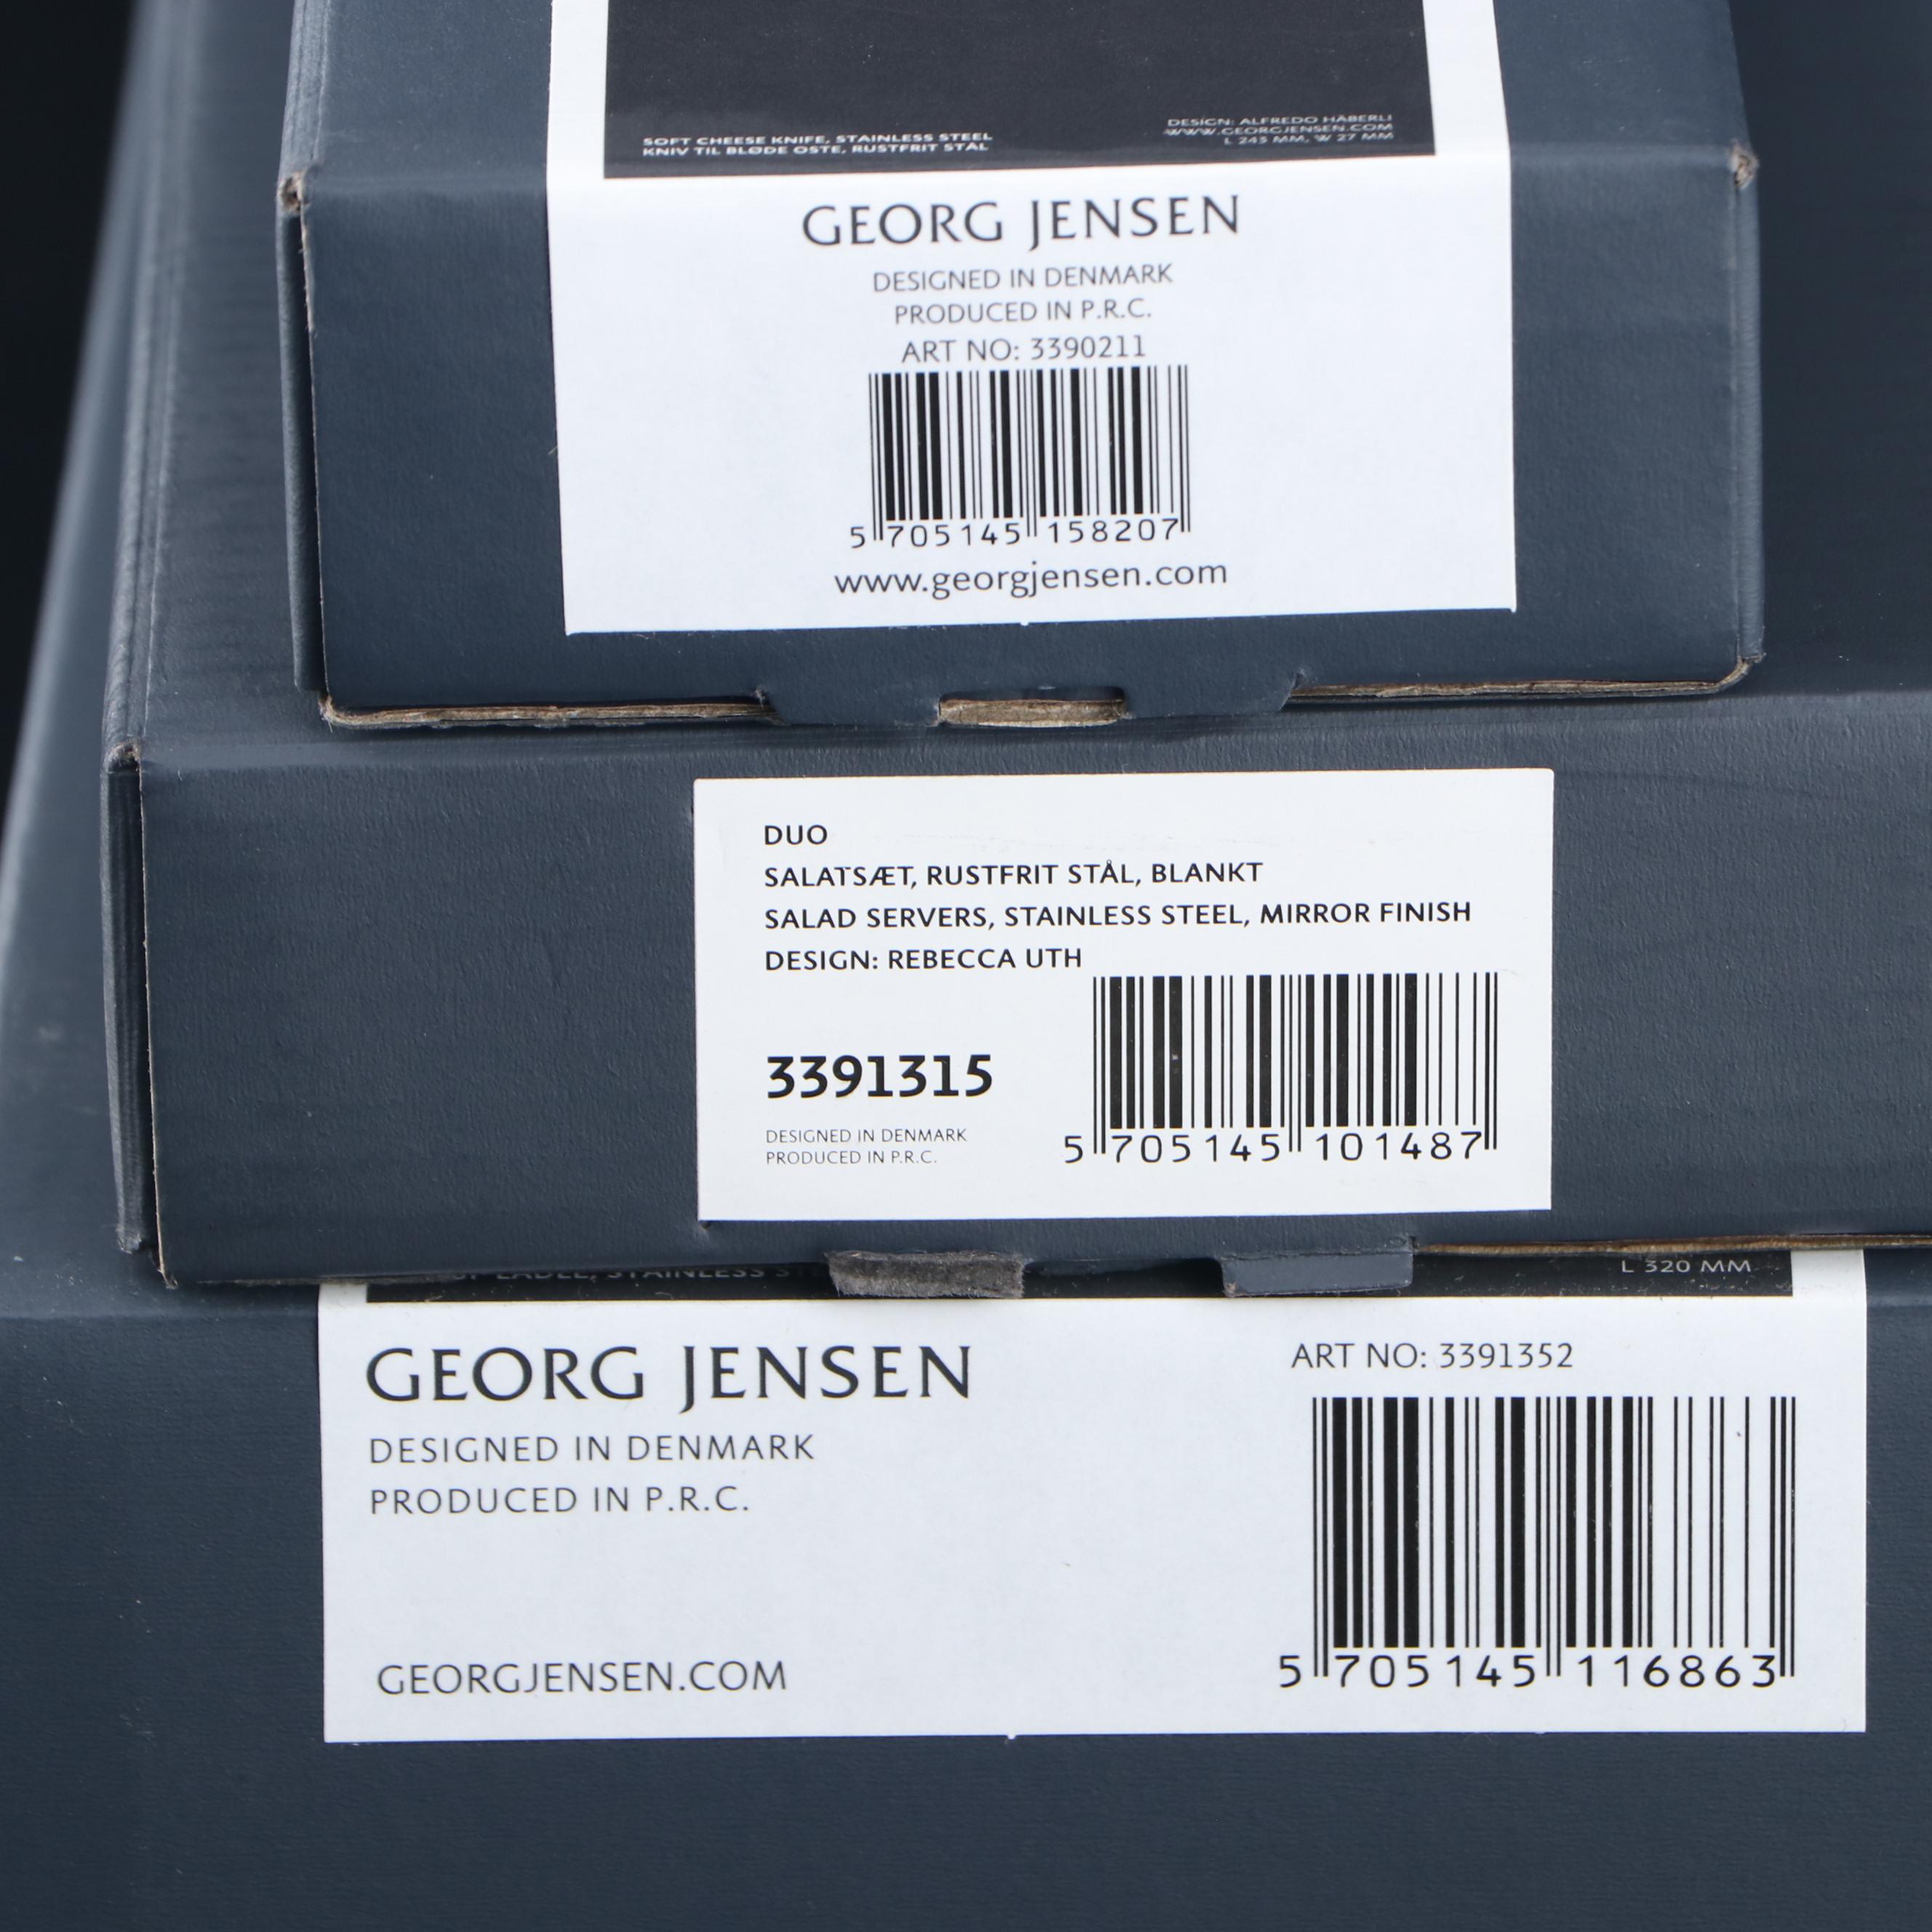 SOFT CHEESE KNIFE, STAINLESS STEEL
KNIV TIL BLØDE OSTE, RUSTFRIT STÅL
DESIGN: ALFREDO HÄBERLI
WWW.GEORGJENSEN.COM
L 243 MM, W 27 MM
GEORG JENSEN
DESIGNED IN DENMARK
PRODUCED IN P.R.C.
ART NO: 3390211
5 705145 158207
www.georgjensen.com
DUO
SALATSÆT, RUSTFRIT STÅL, BLANKT
SALAD SERVERS, STAINLESS STEEL, MIRROR FINISH
DESIGN: REBECCA UTH
3391315
DESIGNED IN DENMARK
PRODUCED IN P.R.C.
5 705145 101487
LADLE, STAINLESS
L 320 MM
GEORG JENSEN
DESIGNED IN DENMARK
PRODUCED IN P.R.C.
GEORGJENSEN.COM
ART NO: 3391352
5 705145 116863